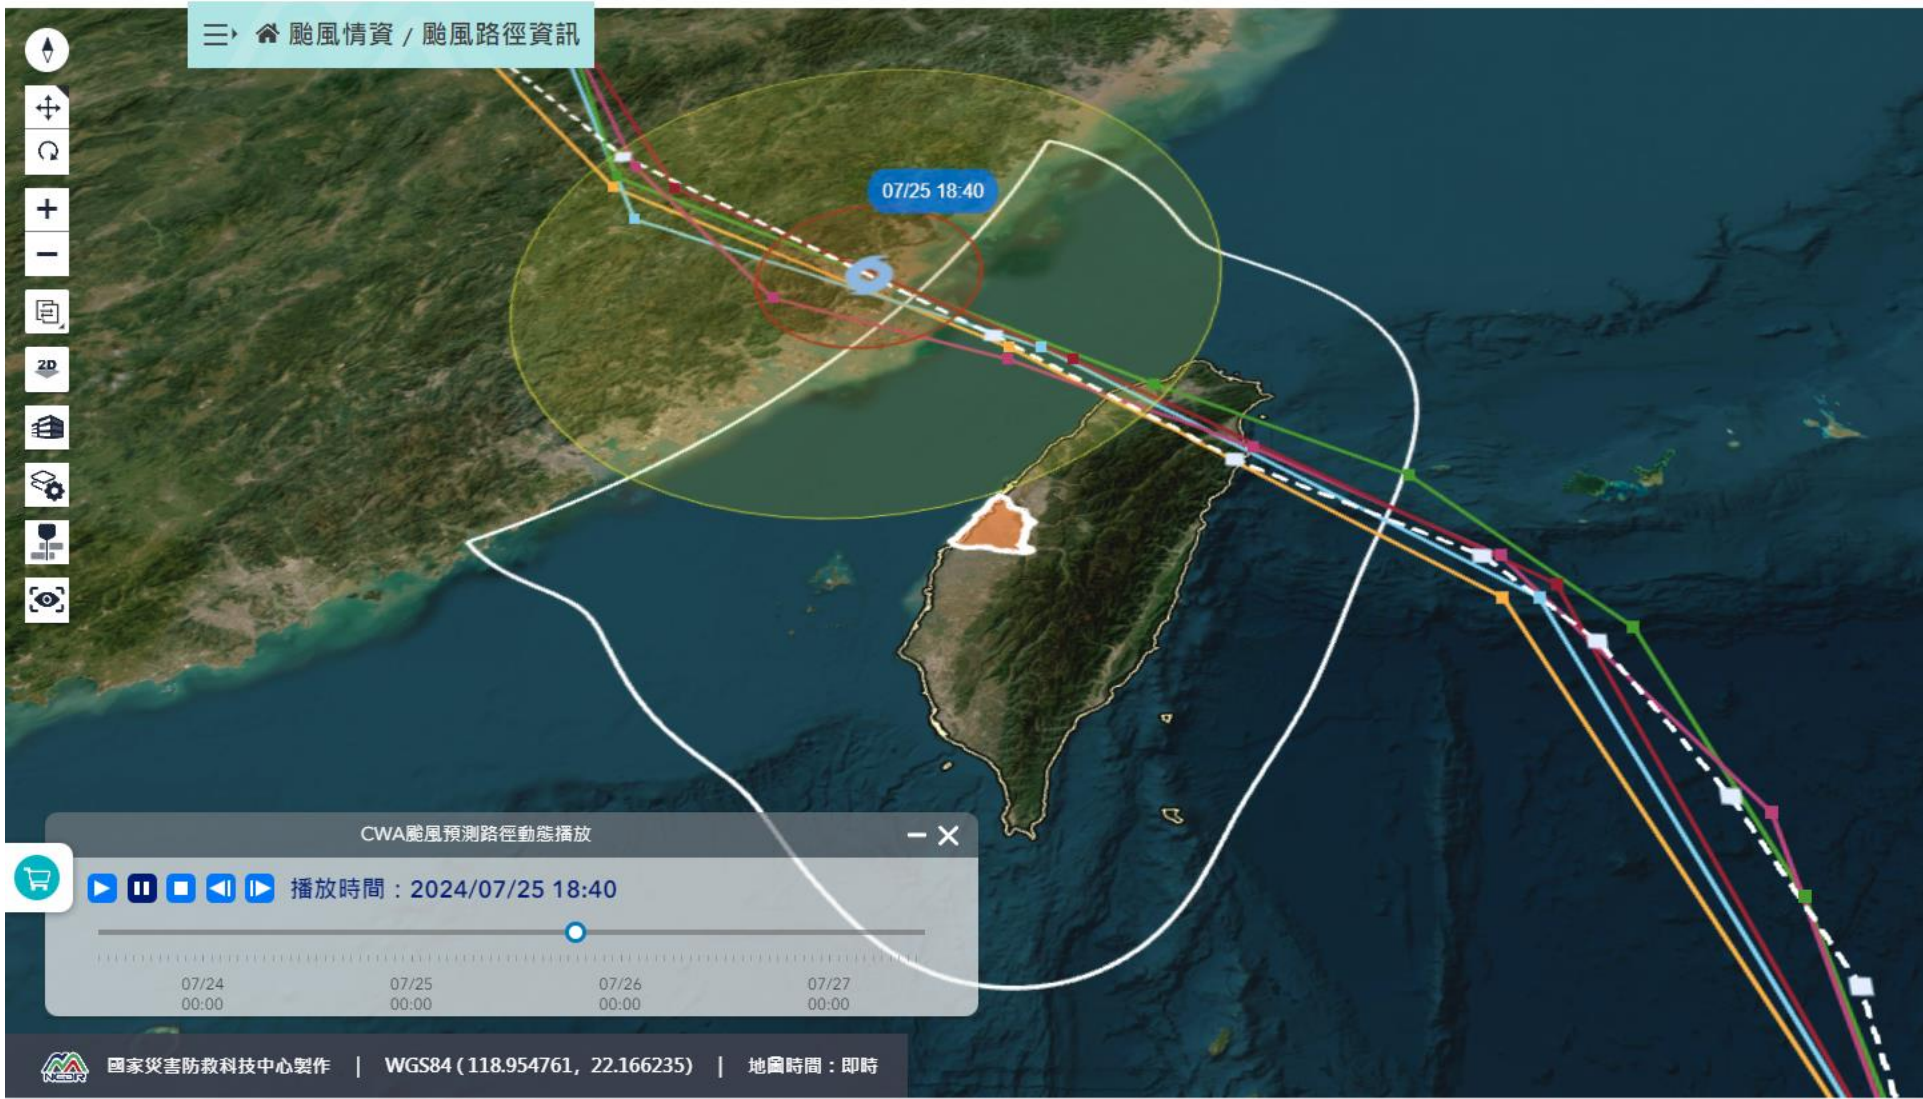 颱風情資 / 颱風路徑資訊
07/25 18:40
2D
CWA颱風預測路徑動態播放
播放時間：2024/07/25 18:40
07/24 07/25 07/26 07/27
00:00 00:00 00:00 00:00
NCDR 國家災害防救科技中心製作 | WGS84 ( 118.954761, 22.166235) | 地圖時間：即時